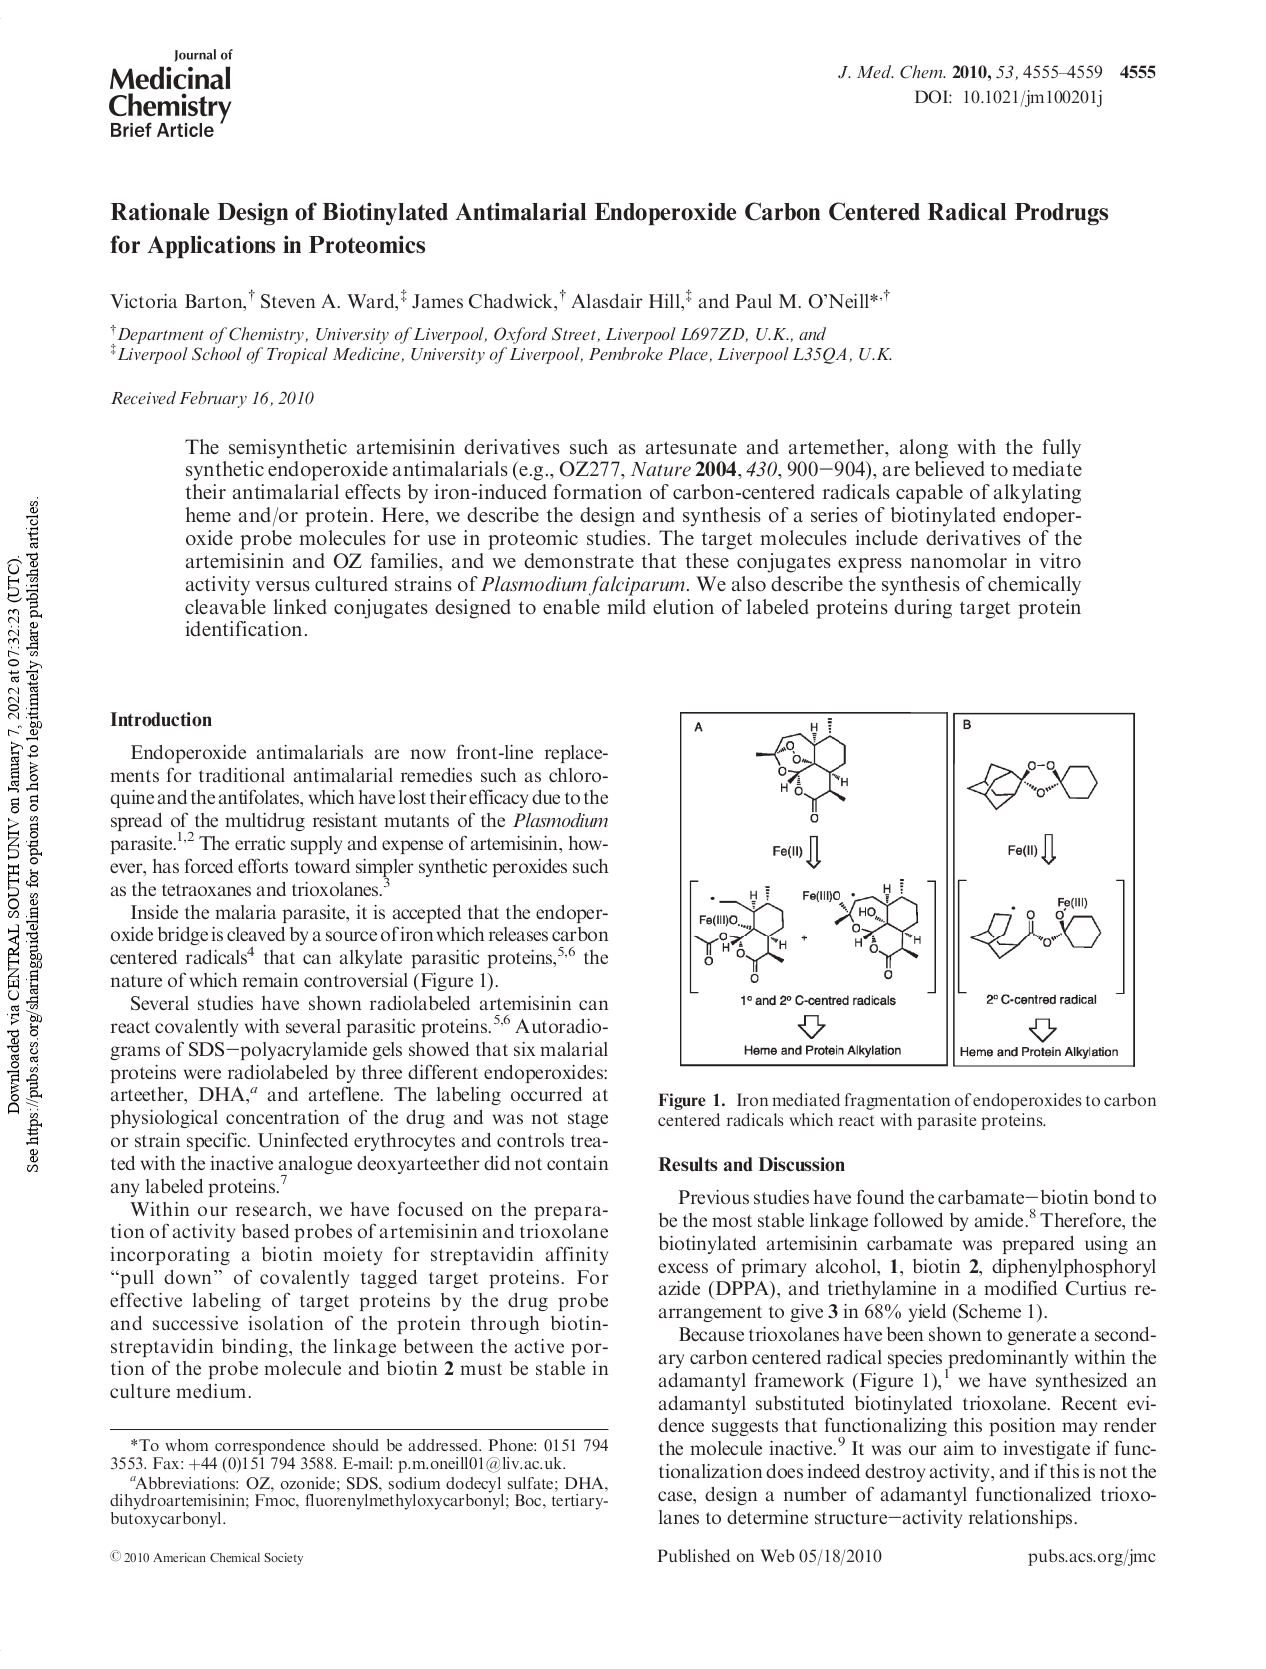 Journal of
Medicinal
Chemistry
Brief Article
J. Med. Chem. 2010, 53, 4555–4559 4555
DOI: 10.1021/jm100201j
Rationale Design of Biotinylated Antimalarial Endoperoxide Carbon Centered Radical Prodrugs
for Applications in Proteomics
Victoria Barton,† Steven A. Ward,‡ James Chadwick,† Alasdair Hill,‡ and Paul M. O'Neill*,†
†Department of Chemistry, University of Liverpool, Oxford Street, Liverpool L697ZD, U.K., and
‡Liverpool School of Tropical Medicine, University of Liverpool, Pembroke Place, Liverpool L35QA, U.K.
Received February 16, 2010
The semisynthetic artemisinin derivatives such as artesunate and artemether, along with the fully
synthetic endoperoxide antimalarials (e.g., OZ277, Nature 2004, 430, 900−904), are believed to mediate
their antimalarial effects by iron-induced formation of carbon-centered radicals capable of alkylating
heme and/or protein. Here, we describe the design and synthesis of a series of biotinylated endoper-
oxide probe molecules for use in proteomic studies. The target molecules include derivatives of the
artemisinin and OZ families, and we demonstrate that these conjugates express nanomolar in vitro
activity versus cultured strains of Plasmodium falciparum. We also describe the synthesis of chemically
cleavable linked conjugates designed to enable mild elution of labeled proteins during target protein
identification.
Introduction
Endoperoxide antimalarials are now front-line replace-
ments for traditional antimalarial remedies such as chloro-
quine and the antifolates, which have lost their efficacy due to the
spread of the multidrug resistant mutants of the Plasmodium
parasite.1,2 The erratic supply and expense of artemisinin, how-
ever, has forced efforts toward simpler synthetic peroxides such
as the tetraoxanes and trioxolanes.3
Inside the malaria parasite, it is accepted that the endoper-
oxide bridge is cleaved by a source of iron which releases carbon
centered radicals4 that can alkylate parasitic proteins,5,6 the
nature of which remain controversial (Figure 1).
Several studies have shown radiolabeled artemisinin can
react covalently with several parasitic proteins.5,6 Autoradio-
grams of SDS−polyacrylamide gels showed that six malarial
proteins were radiolabeled by three different endoperoxides:
arteether, DHA,a and arteflene. The labeling occurred at
physiological concentration of the drug and was not stage
or strain specific. Uninfected erythrocytes and controls trea-
ted with the inactive analogue deoxyarteether did not contain
any labeled proteins.7
Within our research, we have focused on the prepara-
tion of activity based probes of artemisinin and trioxolane
incorporating a biotin moiety for streptavidin affinity
“pull down” of covalently tagged target proteins. For
effective labeling of target proteins by the drug probe
and successive isolation of the protein through biotin-
streptavidin binding, the linkage between the active por-
tion of the probe molecule and biotin 2 must be stable in
culture medium.
*To whom correspondence should be addressed. Phone: 0151 794
3553. Fax: +44 (0)151 794 3588. E-mail: p.m.oneill01@liv.ac.uk.
aAbbreviations: OZ, ozonide; SDS, sodium dodecyl sulfate; DHA,
dihydroartemisinin; Fmoc, fluorenylmethyloxycarbonyl; Boc, tertiary-
butoxycarbonyl.
A
H
O
O
O
O
H
H
O
O
Fe(II)
H
Fe(III)O
O
O
H
O
H
O
+
Fe(III)O
H
HO
O
H
O
H
O
1º and 2º C-centred radicals
Heme and Protein Alkylation
B
O−O
O
Fe(II)
O
O
Fe(III)
O
2º C-centred radical
Heme and Protein Alkylation
Figure 1. Iron mediated fragmentation of endoperoxides to carbon
centered radicals which react with parasite proteins.
Results and Discussion
Previous studies have found the carbamate−biotin bond to
be the most stable linkage followed by amide.8 Therefore, the
biotinylated artemisinin carbamate was prepared using an
excess of primary alcohol, 1, biotin 2, diphenylphosphoryl
azide (DPPA), and triethylamine in a modified Curtius re-
arrangement to give 3 in 68% yield (Scheme 1).
Because trioxolanes have been shown to generate a second-
ary carbon centered radical species predominantly within the
adamantyl framework (Figure 1),1 we have synthesized an
adamantyl substituted biotinylated trioxolane. Recent evi-
dence suggests that functionalizing this position may render
the molecule inactive.9 It was our aim to investigate if func-
tionalization does indeed destroy activity, and if this is not the
case, design a number of adamantyl functionalized trioxo-
lanes to determine structure−activity relationships.
© 2010 American Chemical Society
Published on Web 05/18/2010
pubs.acs.org/jmc
Downloaded via CENTRAL SOUTH UNIV on January 7, 2022 at 07:32:23 (UTC).
See https://pubs.acs.org/sharingguidelines for options on how to legitimately share published articles.